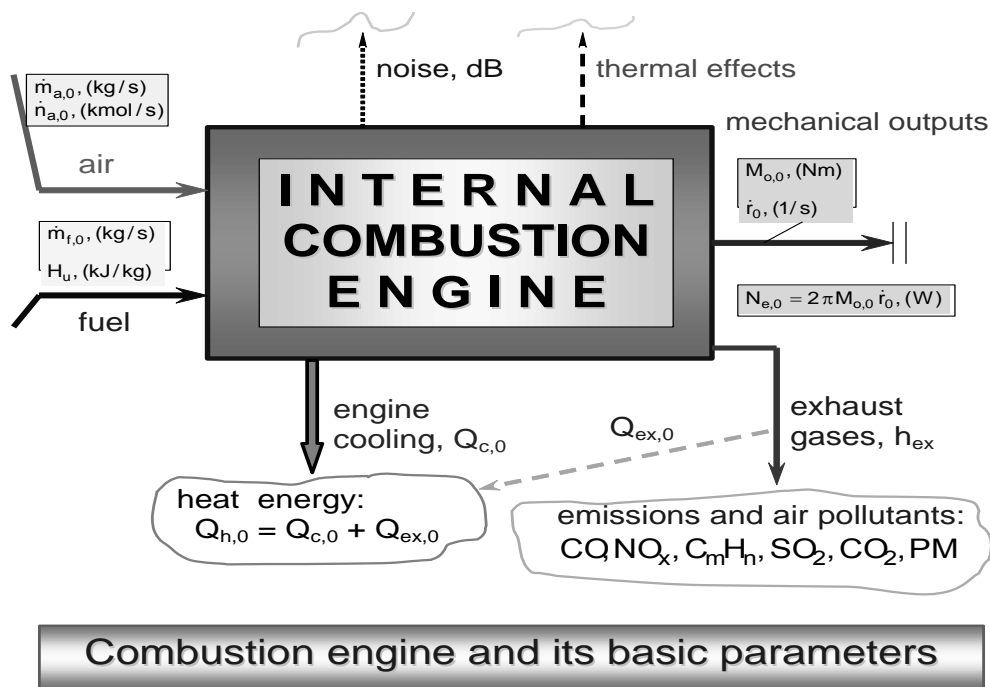 noise, dB
thermal effects
ṁa,0, (kg/s)
ṅa,0, (kmol/s)
air
mechanical outputs
Mo,0, (Nm)
ṙ0, (1/s)
INTERNAL
COMBUSTION
ENGINE
ṁf,0, (kg/s)
Hu, (kJ/kg)
fuel
Ne,0 = 2πMo,0 ṙ0, (W)
engine
cooling, Qc,0
Qex,0
exhaust
gases, hex
heat energy:
Qh,0 = Qc,0 + Qex,0
emissions and air pollutants:
CO, NOx, CmHn, SO2, CO2, PM
Combustion engine and its basic parameters